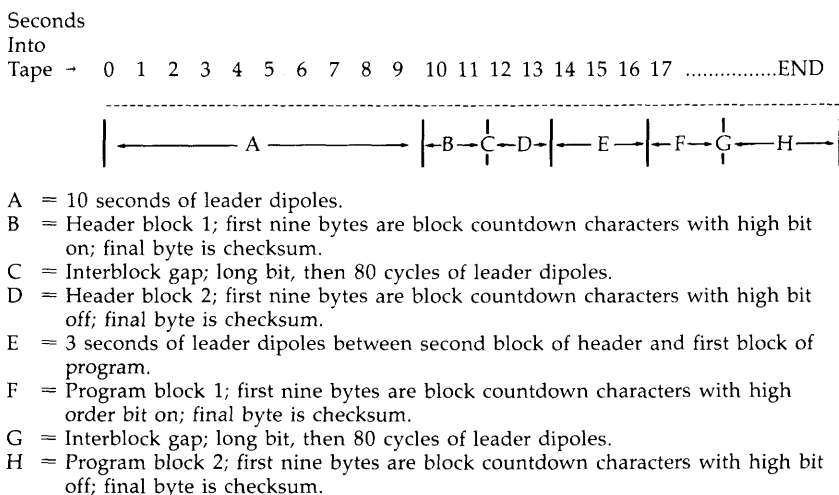 Seconds
Into
Tape → 0 1 2 3 4 5 6 7 8 9 10 11 12 13 14 15 16 17 ................END
A B C D E F G H
A = 10 seconds of leader dipoles.
B = Header block 1; first nine bytes are block countdown characters with high bit
on; final byte is checksum.
C = Interblock gap; long bit, then 80 cycles of leader dipoles.
D = Header block 2; first nine bytes are block countdown characters with high bit
off; final byte is checksum.
E = 3 seconds of leader dipoles between second block of header and first block of
program.
F = Program block 1; first nine bytes are block countdown characters with high
order bit on; final byte is checksum.
G = Interblock gap; long bit, then 80 cycles of leader dipoles.
H = Program block 2; first nine bytes are block countdown characters with high bit
off; final byte is checksum.